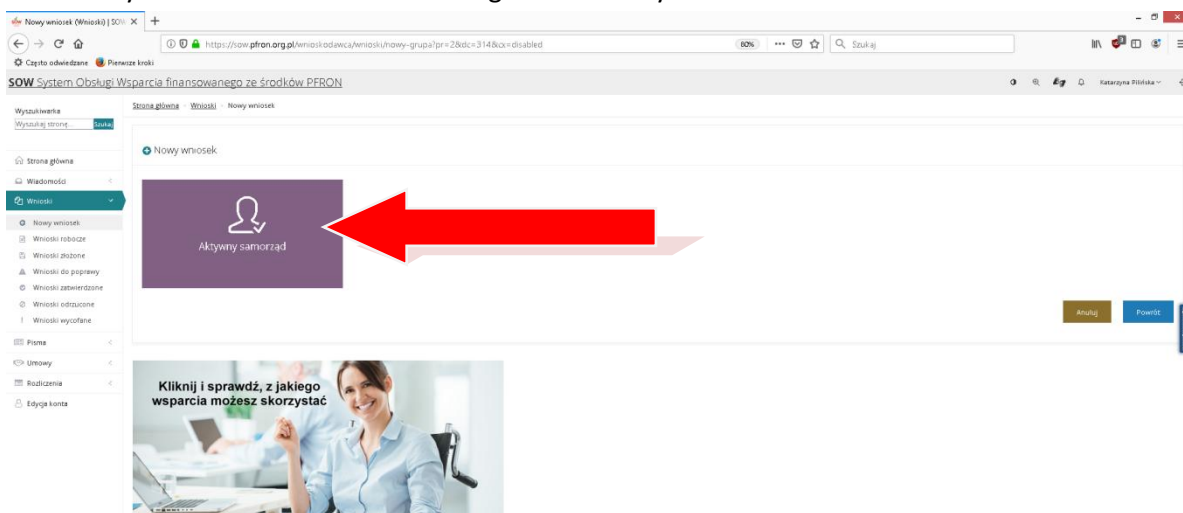 Nowy wniosek (Wnioski) | SOW
https://sow.pfron.org.pl/wnioskodawca/wnioski/nowy-grupa?pr=2&dc=314&cx=disabled
80%
Szukaj
Często odwiedzane
Pierwsze kroki
SOW System Obsługi Wsparcia finansowanego ze środków PFRON
Katarzyna Pilińska
Wyszukiwarka
Wyszukaj stronę...
Szukaj
Strona główna
Wiadomości
Wnioski
Nowy wniosek
Wnioski robocze
Wnioski złożone
Wnioski do poprawy
Wnioski zatwierdzone
Wnioski odrzucone
Wnioski wycofane
Pisma
Umowy
Rozliczenia
Edycja konta
Strona główna - Wnioski - Nowy wniosek
Nowy wniosek
Aktywny samorząd
Anuluj
Powrót
Kliknij i sprawdź, z jakiego
wsparcia możesz skorzystać